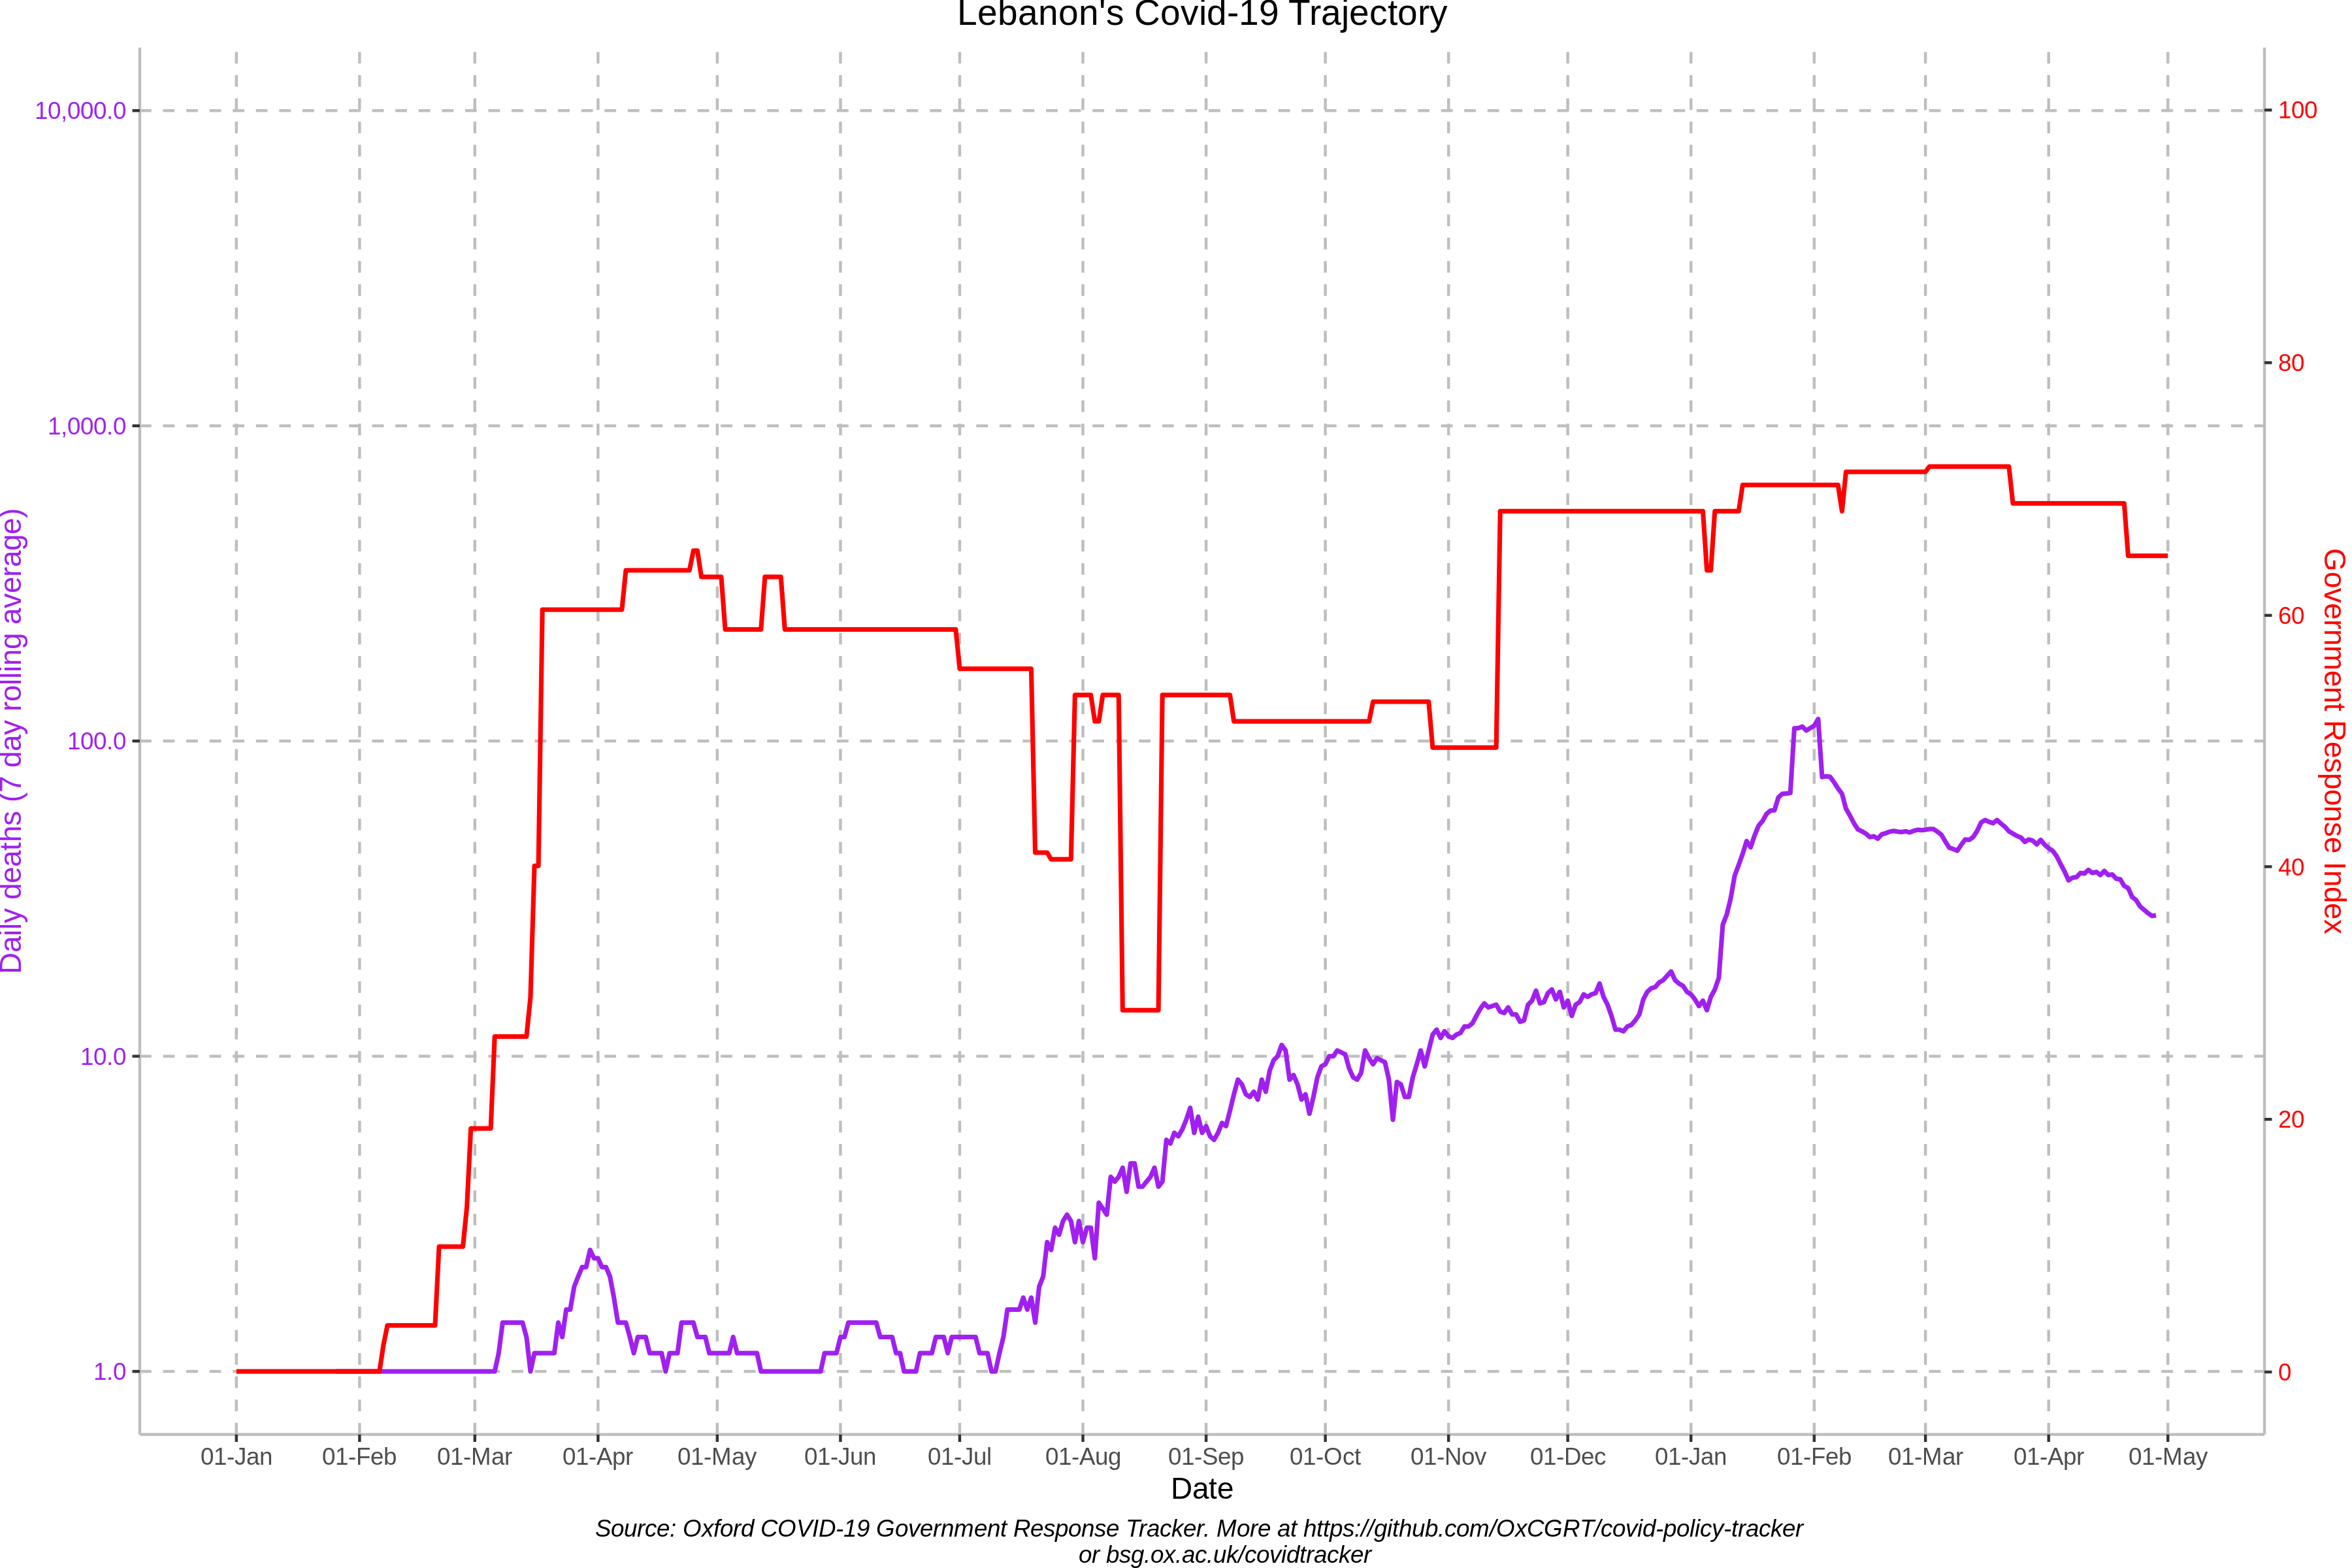 Lebanon's Covid-19 Trajectory
10,000.0
1,000.0
100.0
10.0
1.0
Daily deaths (7 day rolling average)
100
80
60
40
20
0
Government Response Index
01-Jan 01-Feb 01-Mar 01-Apr 01-May 01-Jun 01-Jul 01-Aug 01-Sep 01-Oct 01-Nov 01-Dec 01-Jan 01-Feb 01-Mar 01-Apr 01-May
Date
Source: Oxford COVID-19 Government Response Tracker. More at https://github.com/OxCGRT/covid-policy-tracker
or bsg.ox.ac.uk/covidtracker